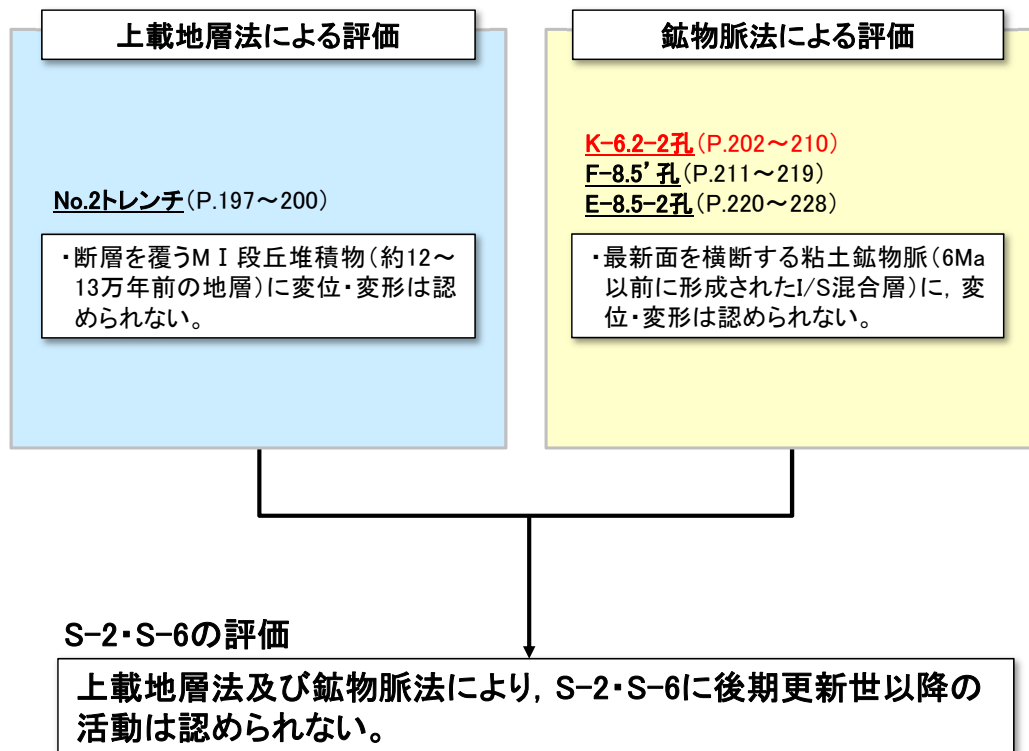 上載地層法による評価
No.2トレンチ(P.197～200)
・断層を覆うMⅠ段丘堆積物(約12～
13万年前の地層)に変位・変形は認
められない。
鉱物脈法による評価
K-6.2-2孔(P.202～210)
F-8.5’孔(P.211～219)
E-8.5-2孔(P.220～228)
・最新面を横断する粘土鉱物脈(6Ma
以前に形成されたI/S混合層)に，変
位・変形は認められない。
S-2・S-6の評価
上載地層法及び鉱物脈法により，S-2・S-6に後期更新世以降の
活動は認められない。